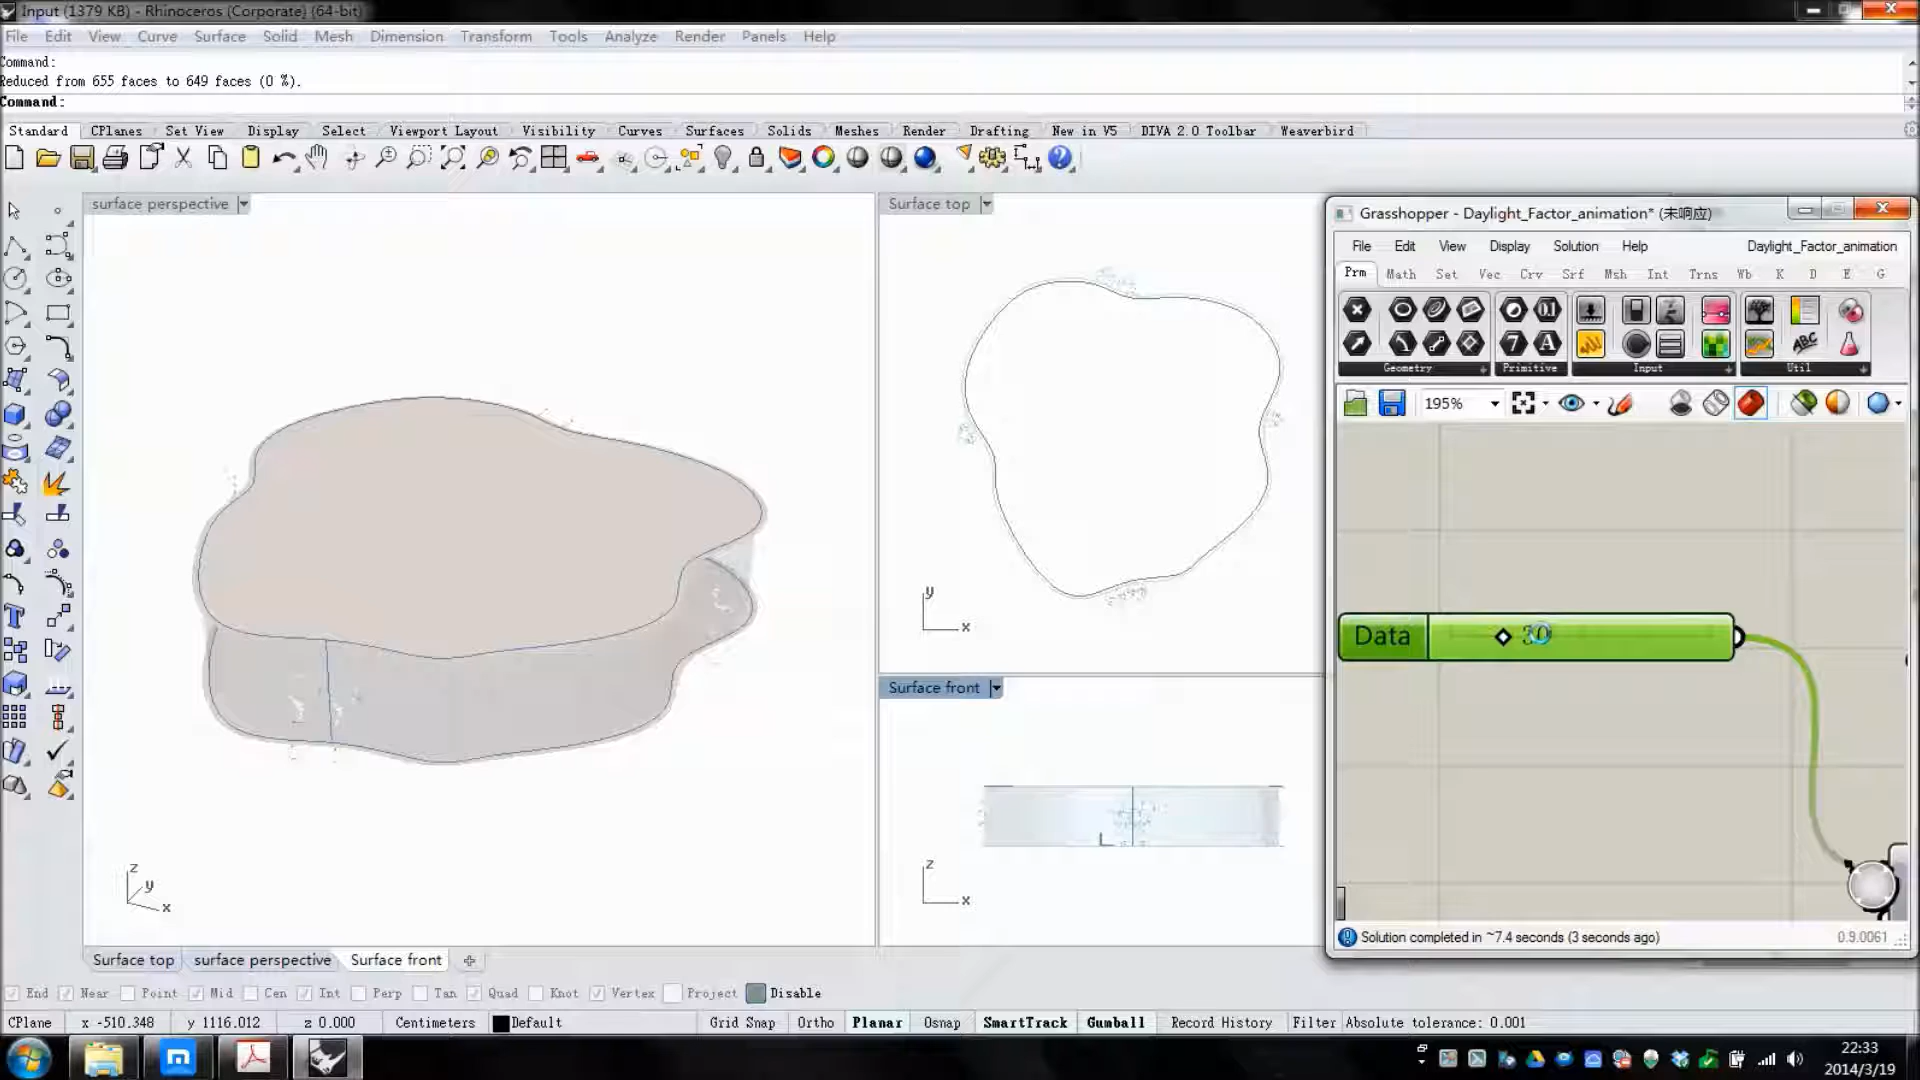 Input (1379 KB) - Rhinoceros (Corporate) (64-bit)
File Edit View Curve Surface Solid Mesh Dimension Transform Tools Analyze Render Panels Help
Command:
Reduced from 655 faces to 649 faces (0 %).
Command:
Standard CPlanes Set View Display Select Viewport Layout Visibility Curves Surfaces Solids Meshes Render Drafting New in V5 DIVA 2.0 Toolbar Weaverbird
surface perspective
Surface top
y
x
Surface front
z
x
z
y
x
Grasshopper - Daylight_Factor_animation* (未响应)
File Edit View Display Solution Help Daylight_Factor_animation
Prm Math Set Vec Crv Srf Msh Int Trns Wb K D E G
Geometry Primitive Input Util
195%
Data 30
Solution completed in ~7.4 seconds (3 seconds ago) 0.9.0061
Surface top surface perspective Surface front
End Near Point Mid Cen Int Perp Tan Quad Knot Vertex Project Disable
CPlane x -510.348 y 1116.012 z 0.000 Centimeters Default Grid Snap Ortho Planar Osnap SmartTrack Gumball Record History Filter Absolute tolerance: 0.001
22:33
2014/3/19